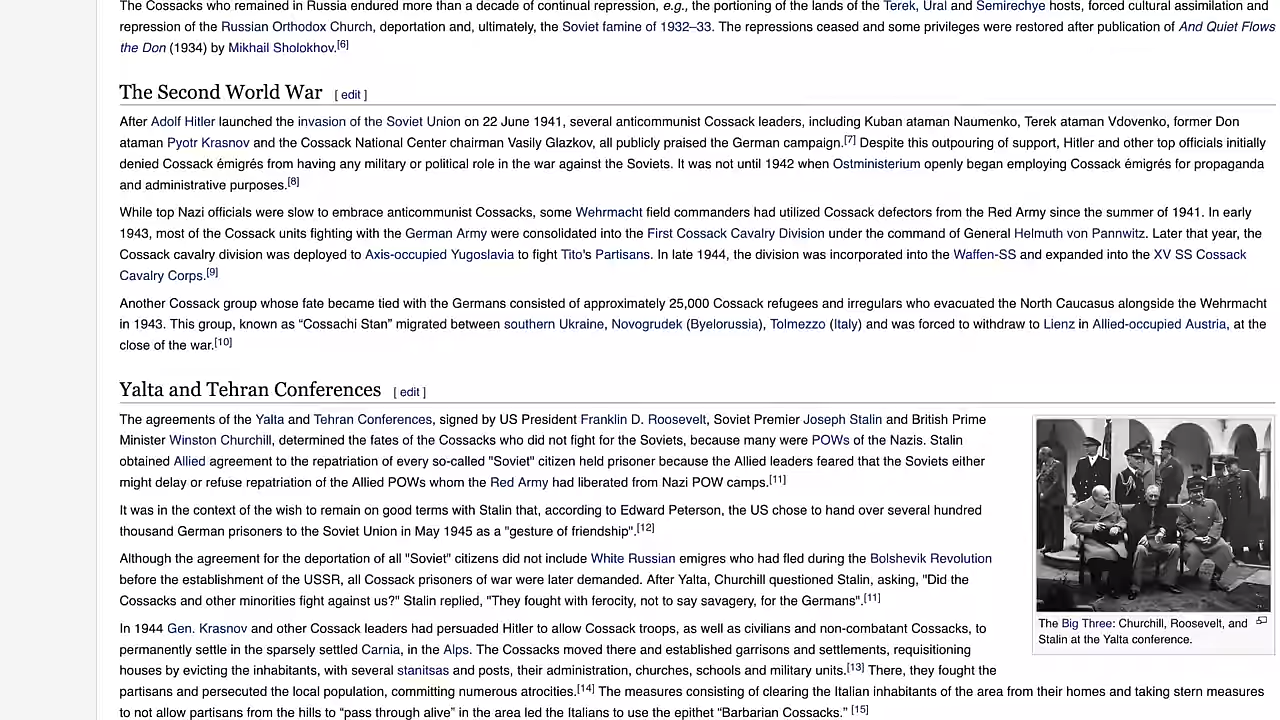 The Cossacks who remained in Russia endured more than a decade of continual repression, e.g., the portioning of the lands of the Terek, Ural and Semirechye hosts, forced cultural assimilation and
repression of the Russian Orthodox Church, deportation and, ultimately, the Soviet famine of 1932–33. The repressions ceased and some privileges were restored after publication of And Quiet Flows
the Don (1934) by Mikhail Sholokhov.[6]
The Second World War [ edit ]
After Adolf Hitler launched the invasion of the Soviet Union on 22 June 1941, several anticommunist Cossack leaders, including Kuban ataman Naumenko, Terek ataman Vdovenko, former Don
ataman Pyotr Krasnov and the Cossack National Center chairman Vasily Glazkov, all publicly praised the German campaign.[7] Despite this outpouring of support, Hitler and other top officials initially
denied Cossack émigrés from having any military or political role in the war against the Soviets. It was not until 1942 when Ostministerium openly began employing Cossack émigrés for propaganda
and administrative purposes.[8]
While top Nazi officials were slow to embrace anticommunist Cossacks, some Wehrmacht field commanders had utilized Cossack defectors from the Red Army since the summer of 1941. In early
1943, most of the Cossack units fighting with the German Army were consolidated into the First Cossack Cavalry Division under the command of General Helmuth von Pannwitz. Later that year, the
Cossack cavalry division was deployed to Axis-occupied Yugoslavia to fight Tito's Partisans. In late 1944, the division was incorporated into the Waffen-SS and expanded into the XV SS Cossack
Cavalry Corps.[9]
Another Cossack group whose fate became tied with the Germans consisted of approximately 25,000 Cossack refugees and irregulars who evacuated the North Caucasus alongside the Wehrmacht
in 1943. This group, known as “Cossachi Stan” migrated between southern Ukraine, Novogrudek (Byelorussia), Tolmezzo (Italy) and was forced to withdraw to Lienz in Allied-occupied Austria, at the
close of the war.[10]
Yalta and Tehran Conferences [ edit ]
The agreements of the Yalta and Tehran Conferences, signed by US President Franklin D. Roosevelt, Soviet Premier Joseph Stalin and British Prime
Minister Winston Churchill, determined the fates of the Cossacks who did not fight for the Soviets, because many were POWs of the Nazis. Stalin
obtained Allied agreement to the repatriation of every so-called "Soviet" citizen held prisoner because the Allied leaders feared that the Soviets either
might delay or refuse repatriation of the Allied POWs whom the Red Army had liberated from Nazi POW camps.[11]
It was in the context of the wish to remain on good terms with Stalin that, according to Edward Peterson, the US chose to hand over several hundred
thousand German prisoners to the Soviet Union in May 1945 as a "gesture of friendship".[12]
Although the agreement for the deportation of all "Soviet" citizens did not include White Russian emigres who had fled during the Bolshevik Revolution
before the establishment of the USSR, all Cossack prisoners of war were later demanded. After Yalta, Churchill questioned Stalin, asking, "Did the
Cossacks and other minorities fight against us?" Stalin replied, "They fought with ferocity, not to say savagery, for the Germans".[11]
In 1944 Gen. Krasnov and other Cossack leaders had persuaded Hitler to allow Cossack troops, as well as civilians and non-combatant Cossacks, to
permanently settle in the sparsely settled Carnia, in the Alps. The Cossacks moved there and established garrisons and settlements, requisitioning
houses by evicting the inhabitants, with several stanitsas and posts, their administration, churches, schools and military units.[13] There, they fought the
partisans and persecuted the local population, committing numerous atrocities.[14] The measures consisting of clearing the Italian inhabitants of the area from their homes and taking stern measures
to not allow partisans from the hills to “pass through alive” in the area led the Italians to use the epithet “Barbarian Cossacks.” [15]
The Big Three: Churchill, Roosevelt, and
Stalin at the Yalta conference.